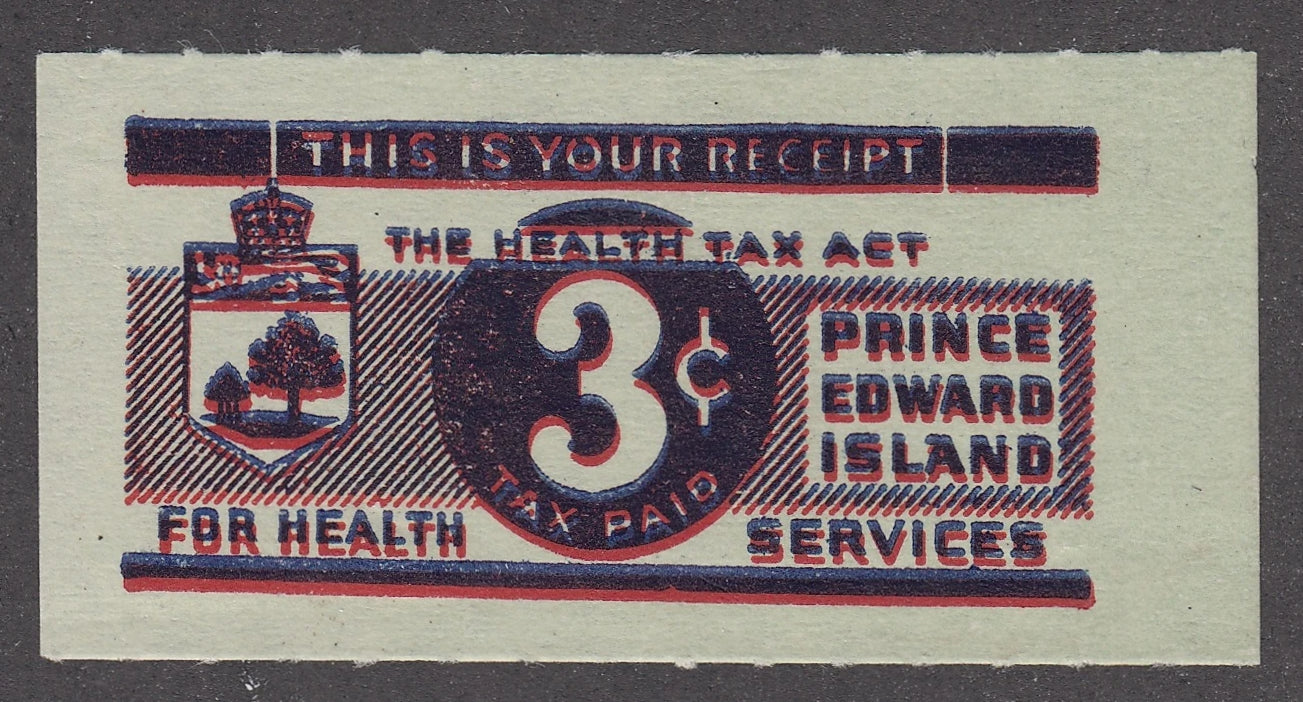 THIS IS YOUR RECEIPT
THE HEALTH TAX ACT
3¢
TAX PAID
PRINCE
EDWARD
ISLAND
FOR HEALTH SERVICES